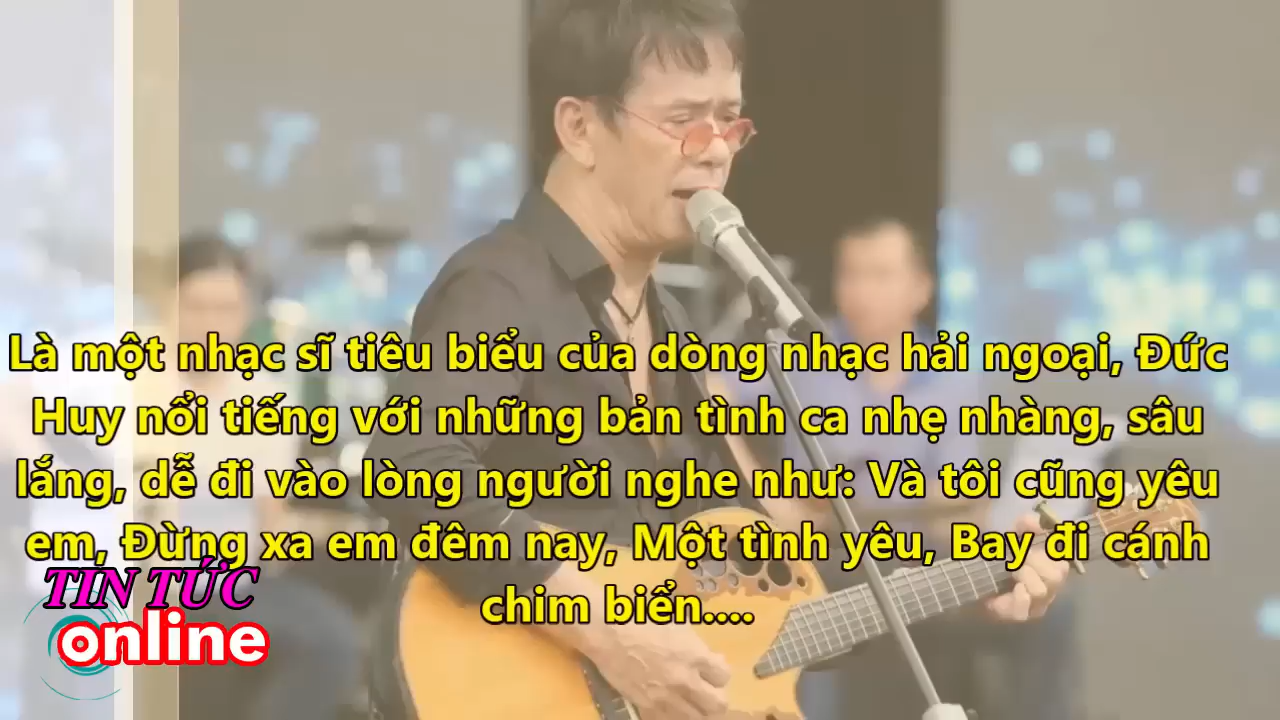 Là một nhạc sĩ tiêu biểu của dòng nhạc hải ngoại, Đức
Huy nổi tiếng với những bản tình ca nhẹ nhàng, sâu
lắng, dễ đi vào lòng người nghe như: Và tôi cũng yêu
em, Đừng xa em đêm nay, Một tình yêu, Bay đi cánh
chim biển....
TIN TỨC
online